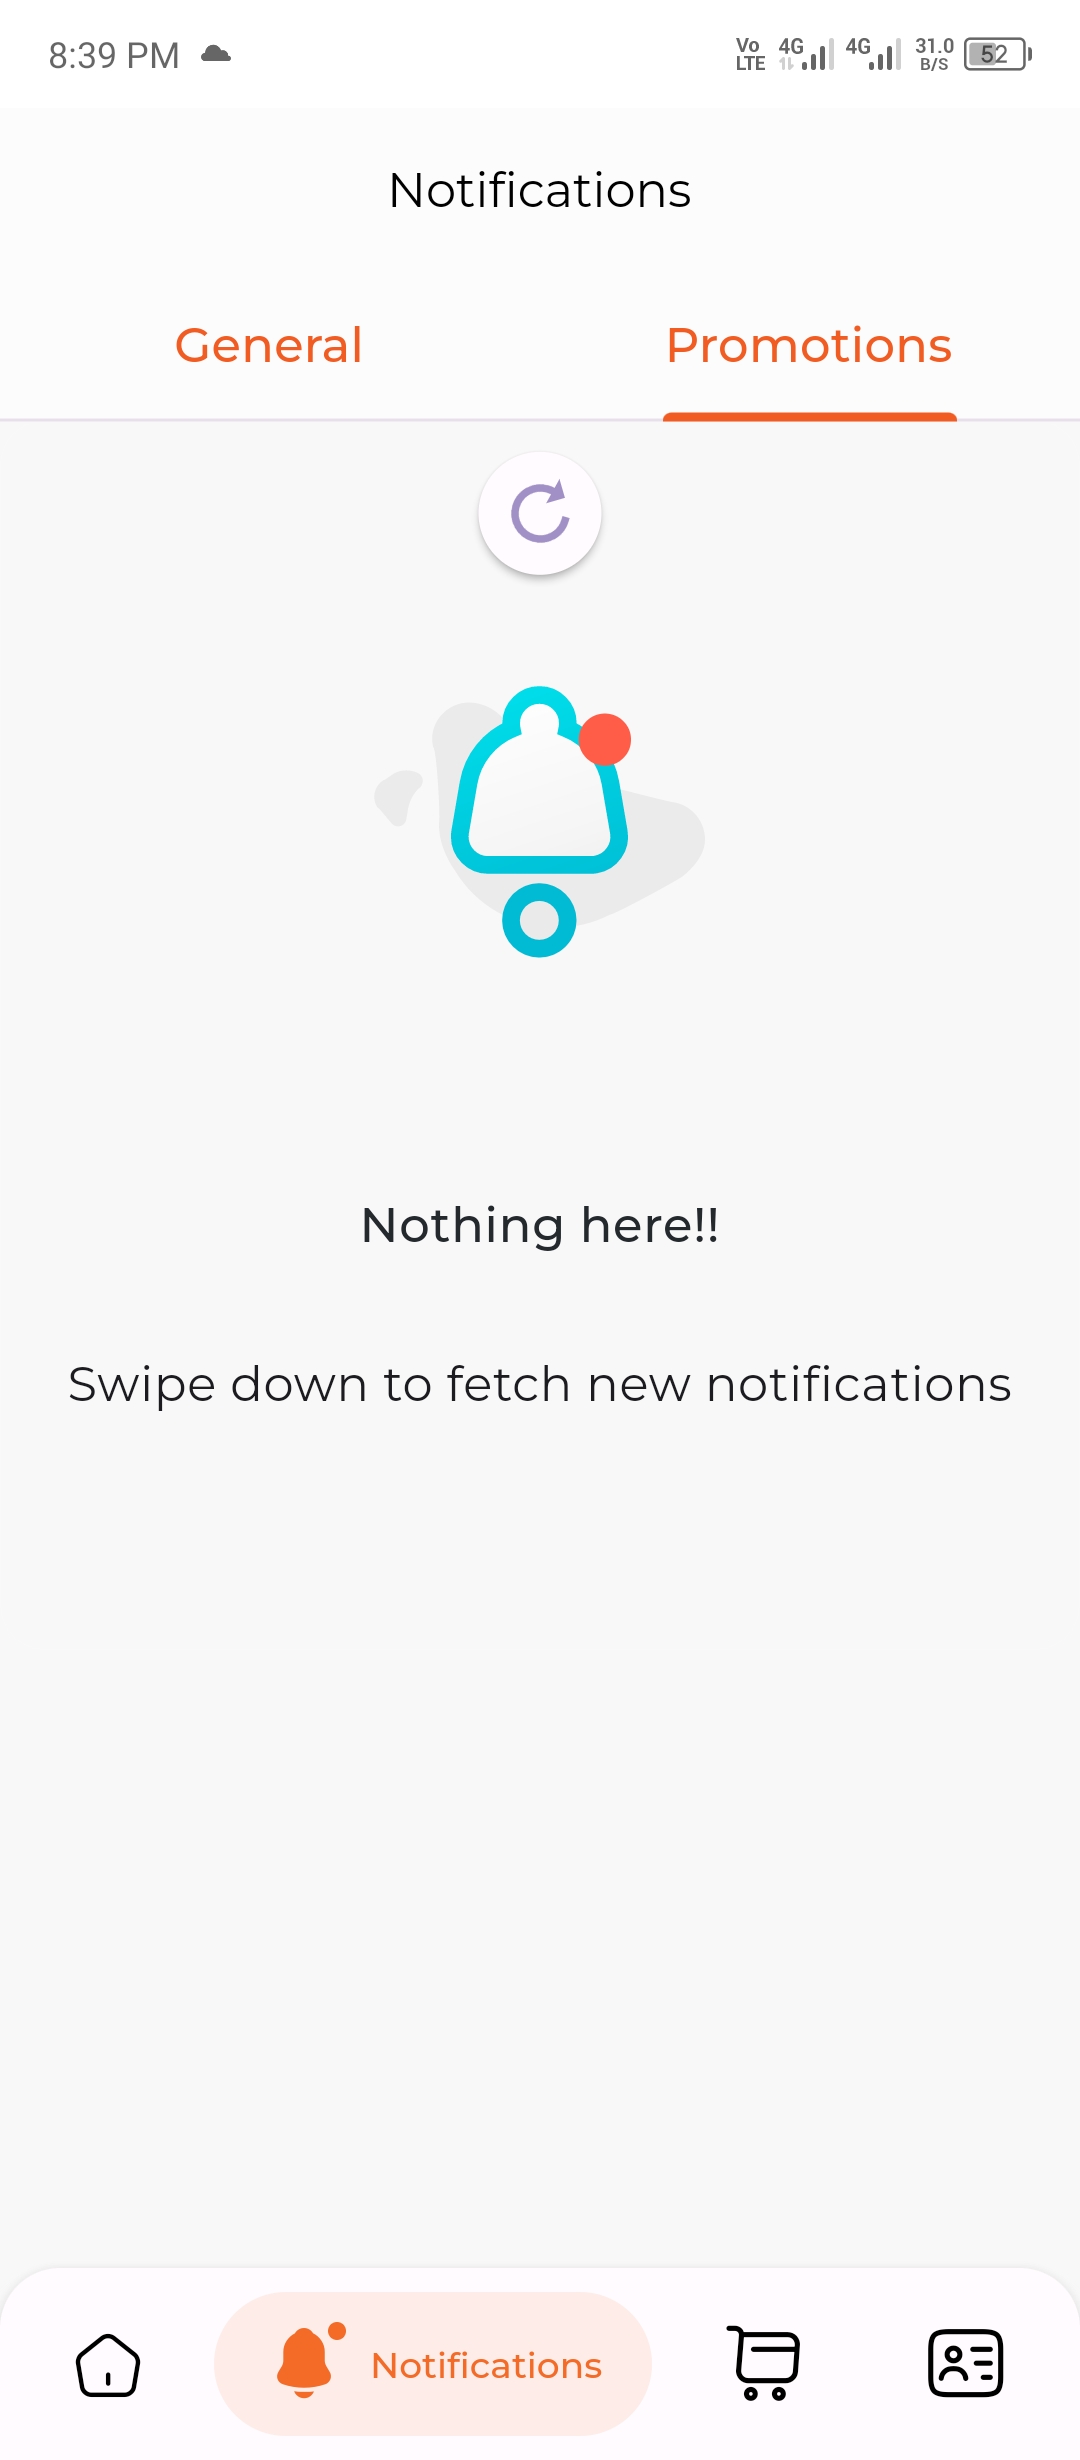 8:39 PM
Vo LTE 4G 4G 31.0 B/S 52
Notifications
General Promotions
Nothing here!!
Swipe down to fetch new notifications
Notifications